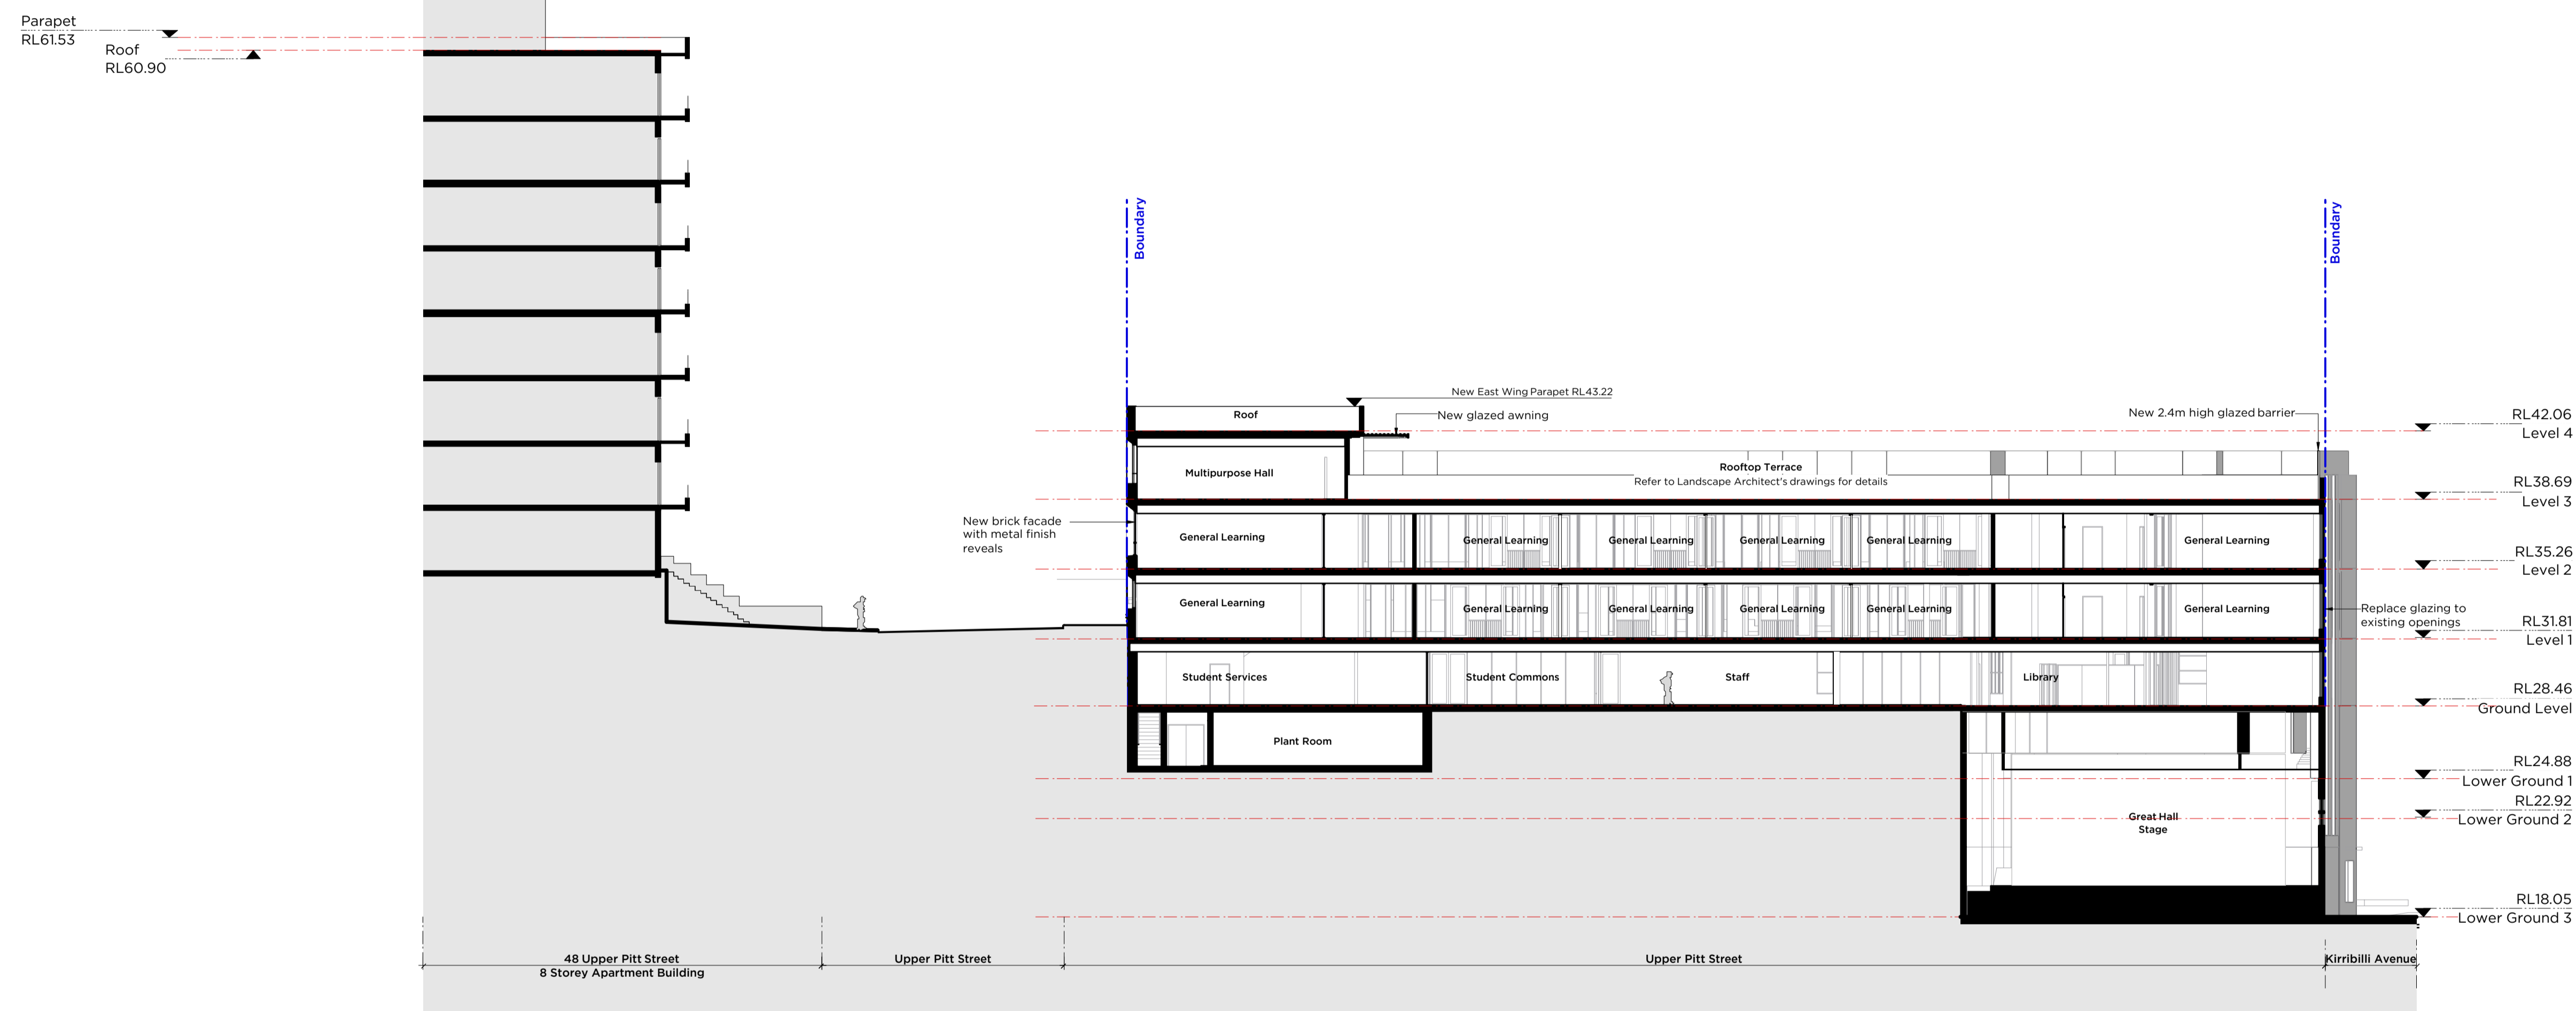 Parapet
RL61.53
Roof
RL60.90
Boundary
Boundary
New East Wing Parapet RL43.22
Roof
New glazed awning
New 2.4m high glazed barrier
RL42.06
Level 4
Multipurpose Hall
Rooftop Terrace
Refer to Landscape Architect's drawings for details
RL38.69
Level 3
New brick facade
with metal finish
reveals
General Learning
General Learning
General Learning
General Learning
General Learning
General Learning
RL35.26
Level 2
General Learning
General Learning
General Learning
General Learning
General Learning
General Learning
Replace glazing to
existing openings
RL31.81
Level 1
Student Services
Student Commons
Staff
Library
RL28.46
Ground Level
Plant Room
RL24.88
Lower Ground 1
RL22.92
Lower Ground 2
Great Hall
Stage
RL18.05
Lower Ground 3
48 Upper Pitt Street
8 Storey Apartment Building
Upper Pitt Street
Upper Pitt Street
Kirribilli Avenue